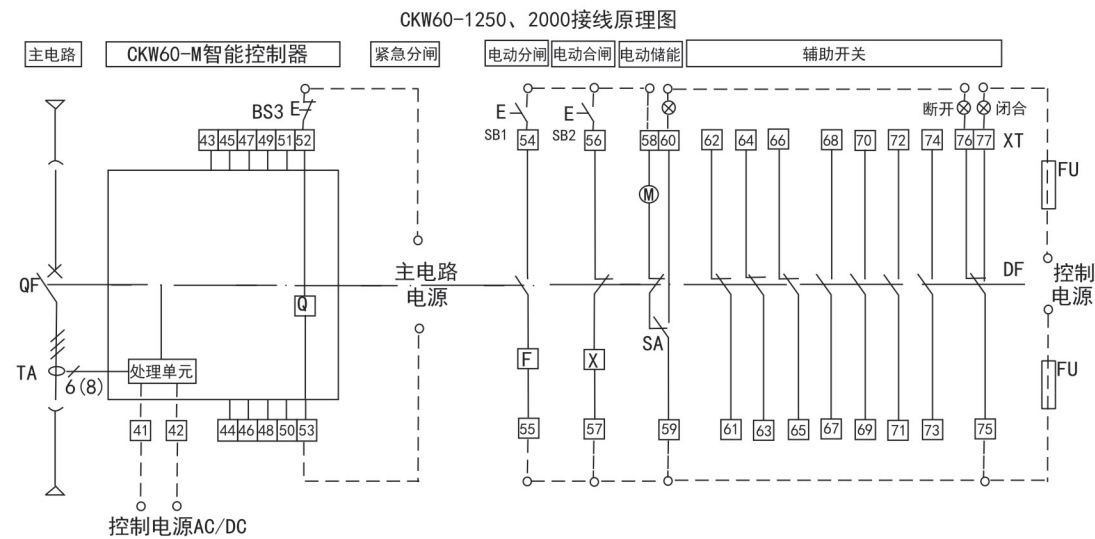 CKW60-1250、2000接线原理图
主电路 CKW60-M智能控制器 紧急分闸 电动分闸 电动合闸 电动储能 辅助开关
BS3 E E E 断开 闭合
SB1 SB2
43 45 47 49 51 52 54 56 58 60 62 64 66 68 70 72 74 76 77 XT
FU
M
QF 主电路 DF 控制
电源 电源
Q
SA
F X
TA 6(8) 处理单元 FU
41 42 44 46 48 50 53 55 57 59 61 63 65 67 69 71 73 75
控制电源AC/DC